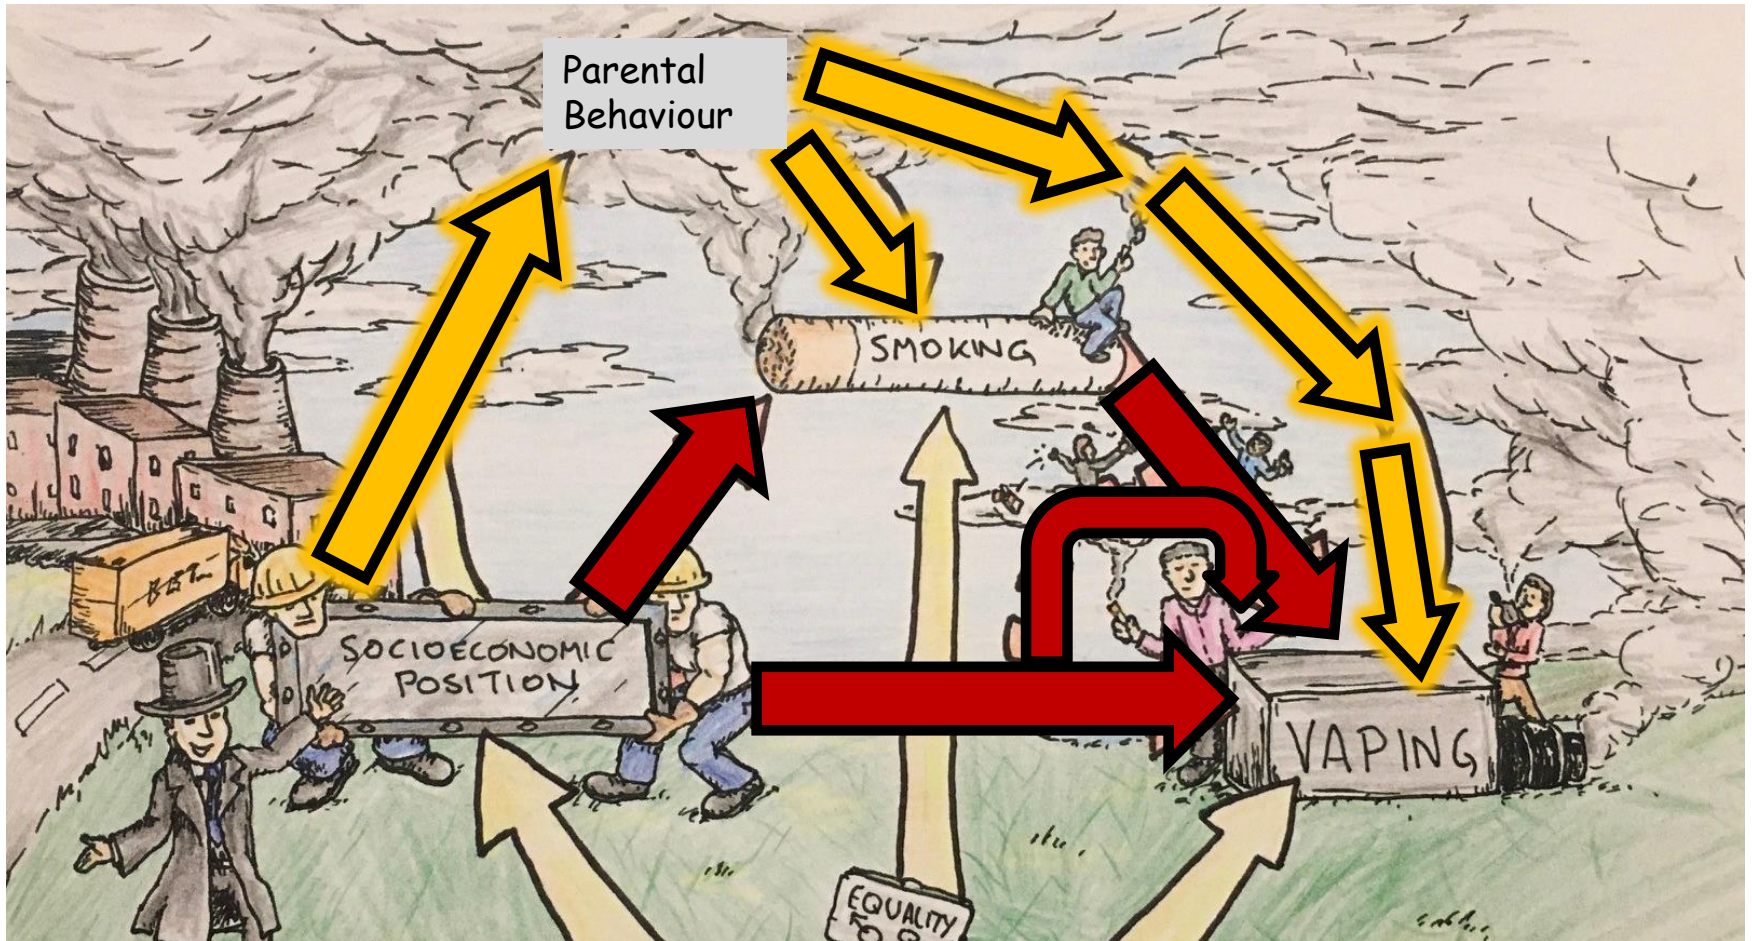 Parental
Behaviour
SMOKING
SOCIOECONOMIC
POSITION
VAPING
EQUALITY